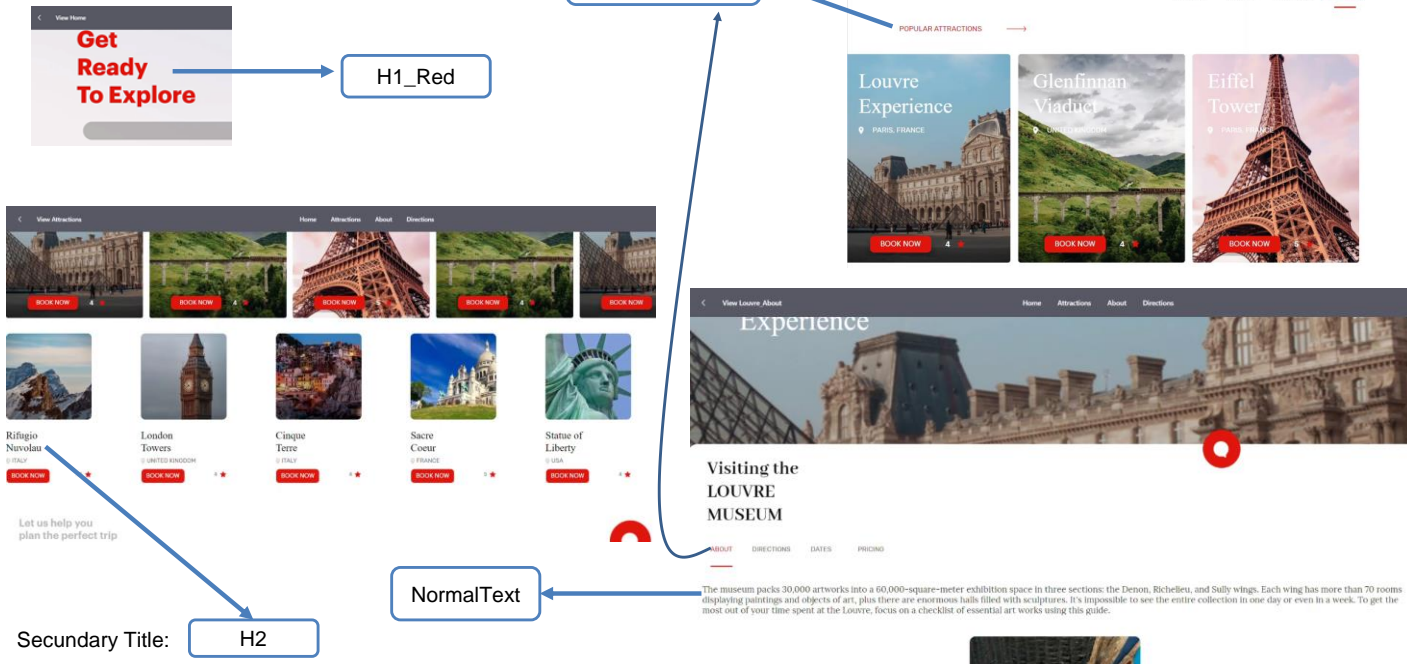 View Home
Get
Ready
To Explore
H1_Red
POPULAR ATTRACTIONS
Louvre
Experience
PARIS, FRANCE
BOOK NOW 4
Glenfinnan
Viaduct
UNITED KINGDOM
BOOK NOW 4
Eiffel
Tower
PARIS, FRANCE
BOOK NOW 5
View Attractions Home Attractions About Directions
BOOK NOW 4
BOOK NOW 4
BOOK NOW 5
BOOK NOW 4
BOOK NOW
Rifugio
Nuvolau
ITALY
BOOK NOW
London
Towers
UNITED KINGDOM
BOOK NOW
Cinque
Terre
ITALY
BOOK NOW
Sacre
Coeur
FRANCE
BOOK NOW
Statue of
Liberty
USA
BOOK NOW
Let us help you
plan the perfect trip
Secundary Title: H2
View Louvre_About Home Attractions About Directions
Experience
Visiting the
LOUVRE
MUSEUM
ABOUT DIRECTIONS DATES PRICING
NormalText
The museum packs 30,000 artworks into a 60,000-square-meter exhibition space in three sections: the Denon, Richelieu, and Sully wings. Each wing has more than 70 rooms
displaying paintings and objects of art, plus there are enormous halls filled with sculptures. It's impossible to see the entire collection in one day or even in a week. To get the
most out of your time spent at the Louvre, focus on a checklist of essential art works using this guide.